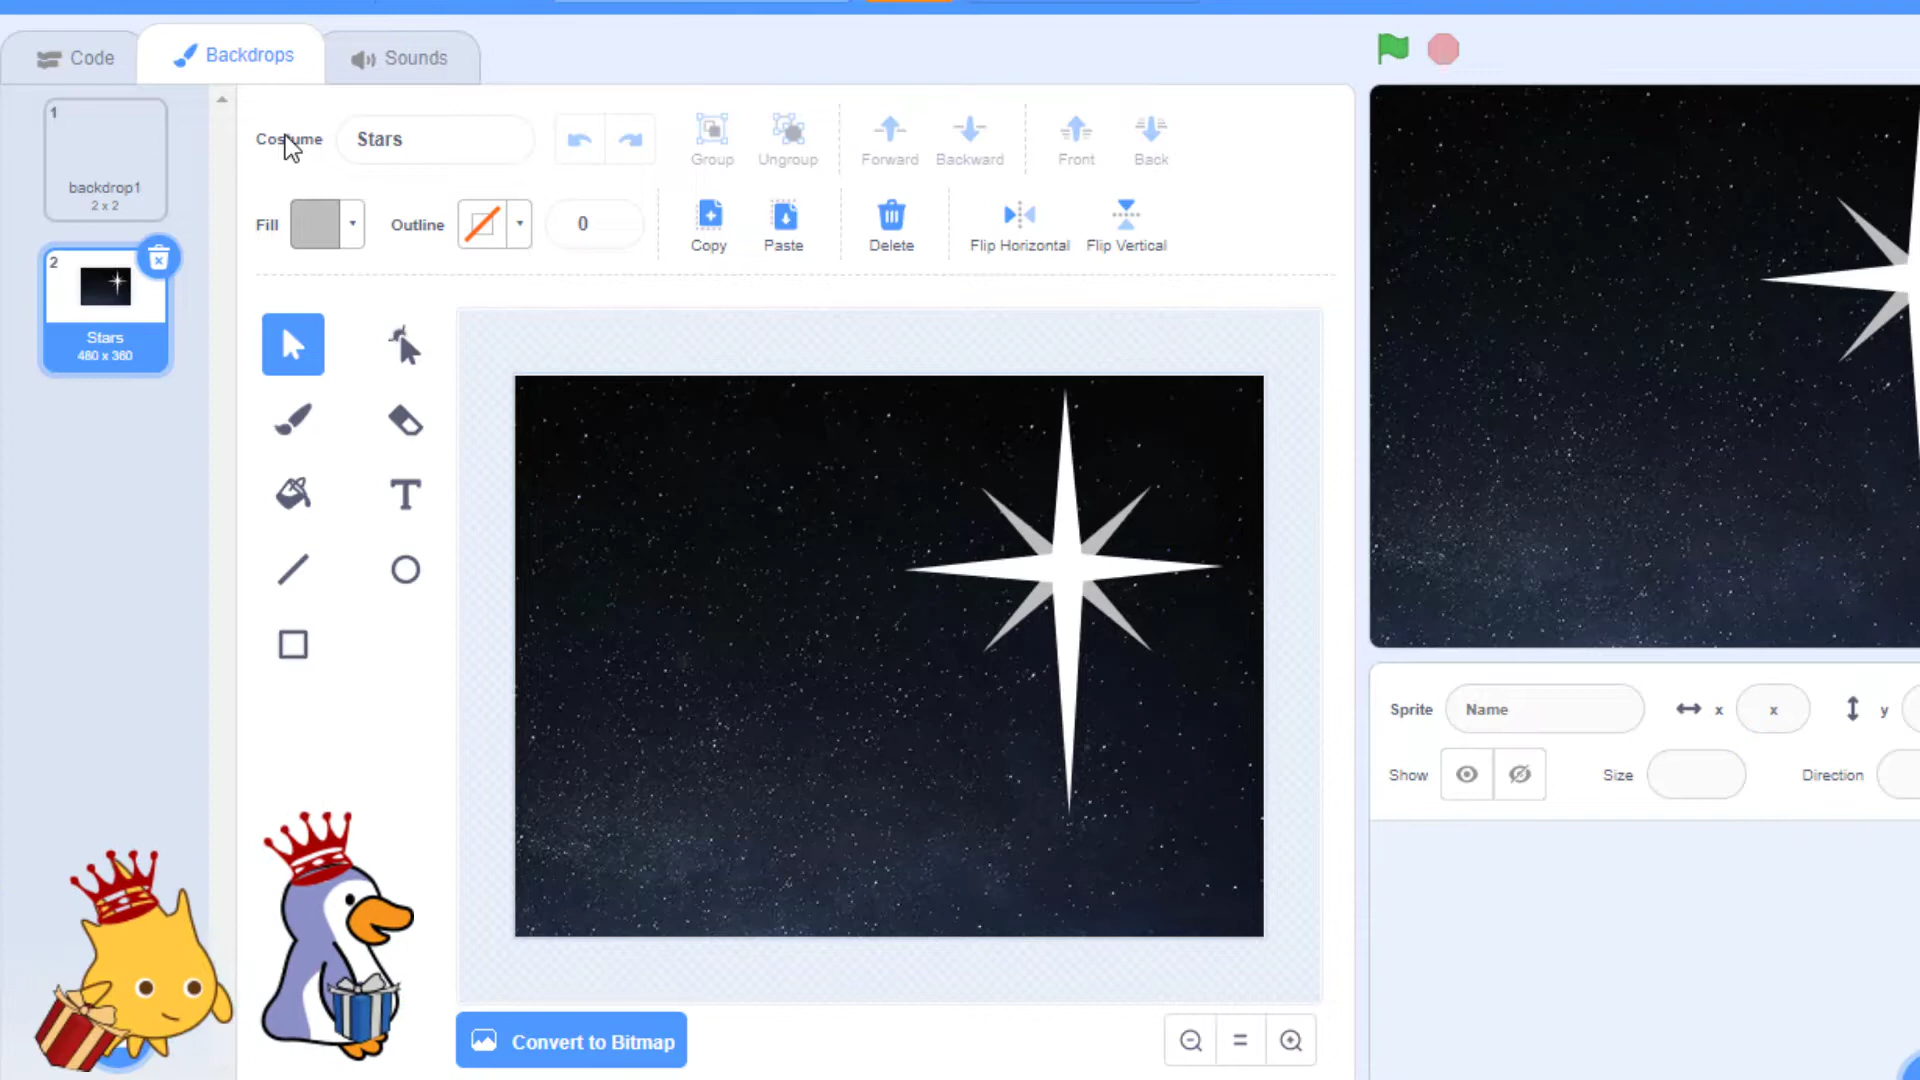 Code
Backdrops
Sounds
1
backdrop1
2 x 2
2
Stars
480 x 360
Costume
Stars
Group
Ungroup
Forward
Backward
Front
Back
Fill
Outline
0
Copy
Paste
Delete
Flip Horizontal
Flip Vertical
T
Convert to Bitmap
Sprite
Name
x
x
y
Show
Size
Direction